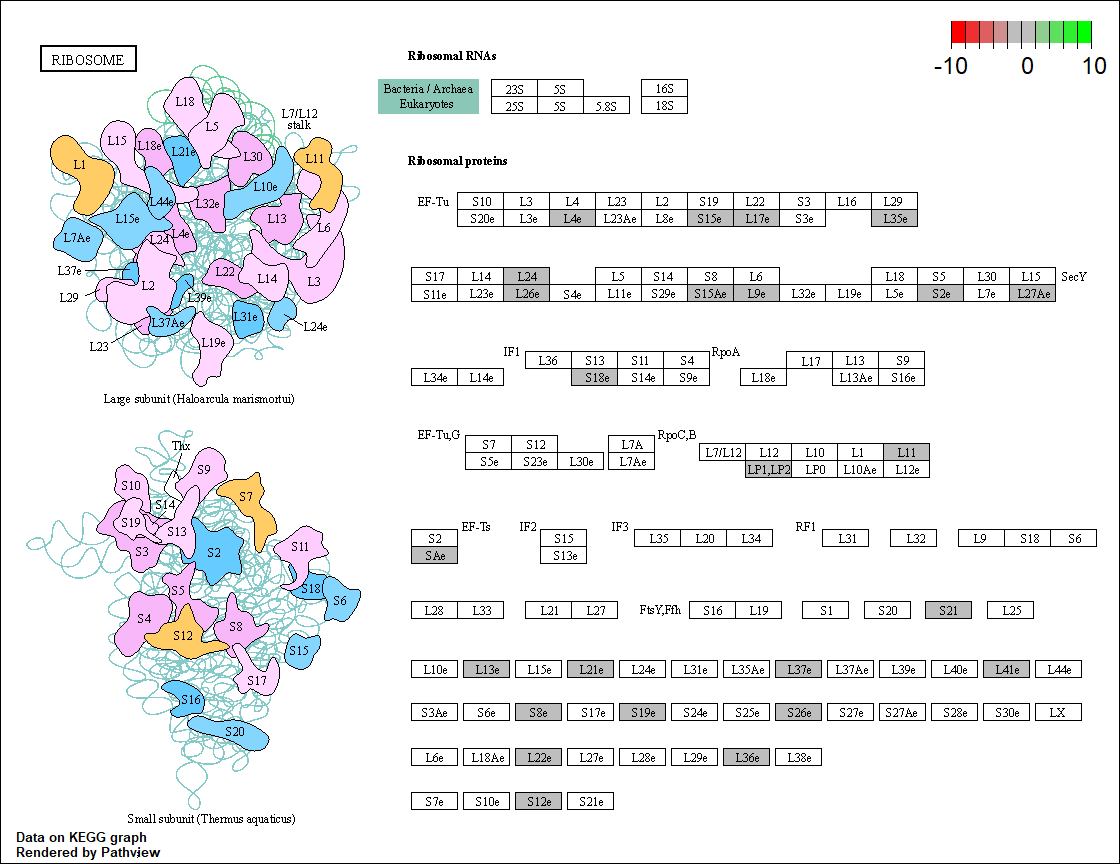 RIBOSOME
-10 0 10
L18
L5
L7/L12
stalk
L15
L18e
L21e
L30
L11
L1
L10e
L44e
L32e
L15e
L13
L6
L7Ae
L24
L4e
L37e
L22
L14
L3
L29
L2
L39e
L37Ae
L31e
L24e
L23
L19e
Large subunit (Haloarcula marismortui)
Thx
S9
S10
S7
S14
S19
S13
S3
S2
S11
S5
S18
S6
S4
S12
S8
S15
S17
S16
S20
Small subunit (Thermus aquaticus)
Data on KEGG graph
Rendered by Pathview
Ribosomal RNAs
Bacteria / Archaea 23S 5S 16S
Eukaryotes 25S 5S 5.8S 18S
Ribosomal proteins
EF-Tu S10 L3 L4 L23 L2 S19 L22 S3 L16 L29
S20e L3e L4e L23Ae L8e S15e L17e S3e L35e
S17 L14 L24 L5 S14 S8 L6 L18 S5 L30 L15 SecY
S11e L23e L26e S4e L11e S29e S15Ae L9e L32e L19e L5e S2e L7e L27Ae
IF1 L36 S13 S11 S4 RpoA L17 L13 S9
L34e L14e S18e S14e S9e L18e L13Ae S16e
EF-Tu,G S7 S12 L7A RpoC,B L7/L12 L12 L10 L1 L11
S5e S23e L30e L7Ae LP1,LP2 LP0 L10Ae L12e
S2 EF-Ts IF2 S15 IF3 L35 L20 L34 RF1 L31 L32 L9 S18 S6
SAe S13e
L28 L33 L21 L27 FtsY,Ffh S16 L19 S1 S20 S21 L25
L10e L13e L15e L21e L24e L31e L35Ae L37e L37Ae L39e L40e L41e L44e
S3Ae S6e S8e S17e S19e S24e S25e S26e S27e S27Ae S28e S30e LX
L6e L18Ae L22e L27e L28e L29e L36e L38e
S7e S10e S12e S21e